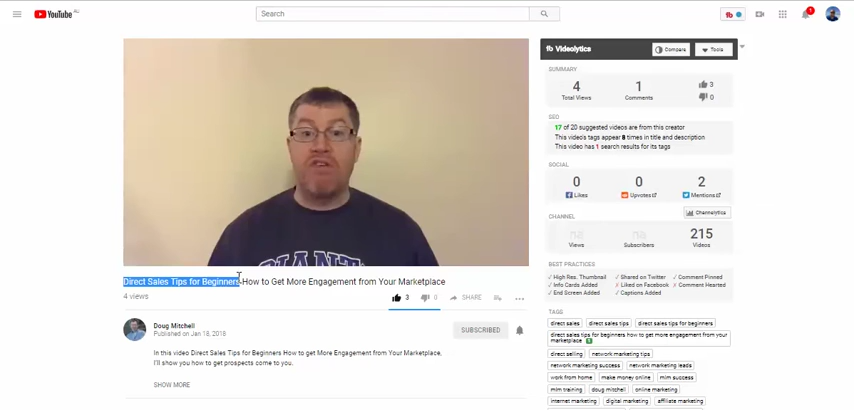 YouTube AU
Search
1
Videolytics
Compare
Tools
SUMMARY
4
Total Views
1
Comments
3
0
SEO
17 of 20 suggested videos are from this creator
This video's tags appear 8 times in title and description
This video has 1 search results for its tags
SOCIAL
0
Likes
0
Upvotes
2
Mentions
Channelytics
CHANNEL
Views
Subscribers
215
Videos
BEST PRACTICES
High Res. Thumbnail
Shared on Twitter
Comment Pinned
Info Cards Added
Liked on Facebook
Comment Hearted
End Screen Added
Captions Added
TAGS
direct sales
direct sales tips
direct sales tips for beginners
direct sales tips for beginners how to get more engagement from your
marketplace
direct selling
network marketing tips
network marketing success
network marketing leads
work from home
make money online
mlm success
mlm training
doug mitchell
online marketing
internet marketing
digital marketing
affiliate marketing
GIANTS
Direct Sales Tips for Beginners-How to Get More Engagement from Your Marketplace
4 views
3
0
SHARE
Doug Mitchell
Published on Jan 18, 2018
SUBSCRIBED
In this video Direct Sales Tips for Beginners How to get More Engagement from Your Marketplace,
I'll show you how to get prospects come to you.
SHOW MORE